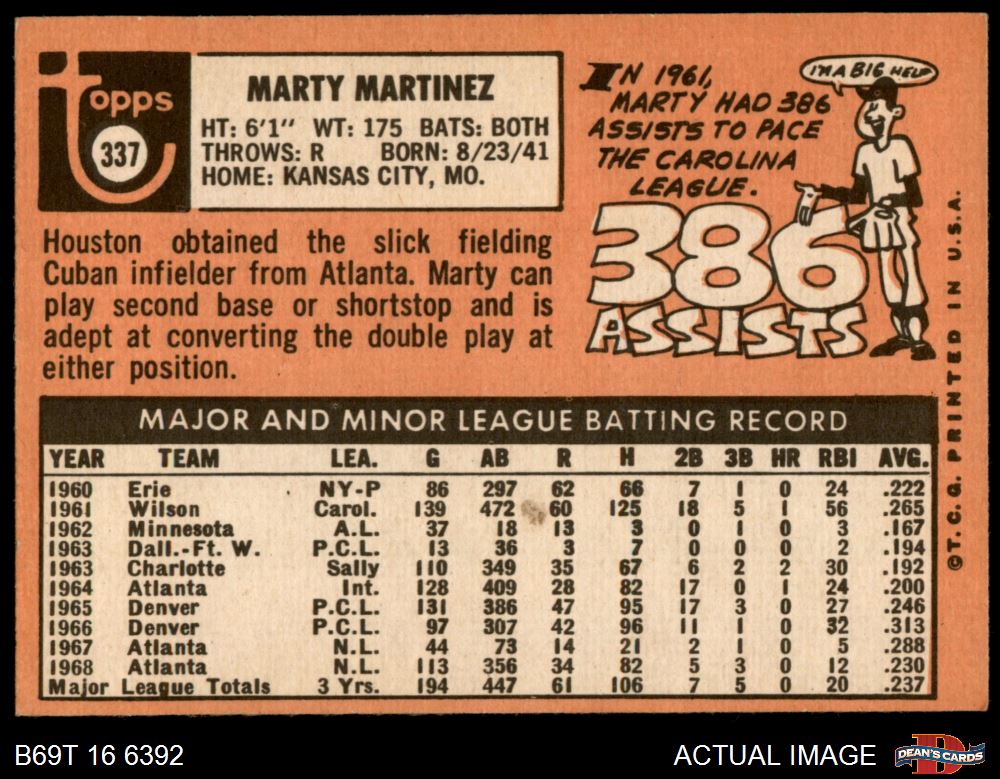 Topps
337
MARTY MARTINEZ
HT: 6'1" WT: 175 BATS: BOTH
THROWS: R BORN: 8/23/41
HOME: KANSAS CITY, MO.
Houston obtained the slick fielding
Cuban infielder from Atlanta. Marty can
play second base or shortstop and is
adept at converting the double play at
either position.
I'M A BIG HELP
IN 1961,
MARTY HAD 386
ASSISTS TO PACE
THE CAROLINA
LEAGUE.
386
ASSISTS
MAJOR AND MINOR LEAGUE BATTING RECORD
YEAR TEAM LEA. G AB R H 2B 3B HR RBI AVG.
1960 Erie NY-P 86 297 62 66 7 1 0 24 .222
1961 Wilson Carol. 139 472 60 125 18 5 1 56 .265
1962 Minnesota A.L. 37 18 13 3 0 1 0 3 .167
1963 Dall.-Ft. W. P.C.L. 13 36 3 7 0 0 0 2 .194
1963 Charlotte Sally 110 349 35 67 6 2 2 30 .192
1964 Atlanta Int. 128 409 28 82 17 0 1 24 .200
1965 Denver P.C.L. 131 386 47 95 17 3 0 27 .246
1966 Denver P.C.L. 97 307 42 96 11 1 0 32 .313
1967 Atlanta N.L. 44 73 14 21 2 1 0 5 .288
1968 Atlanta N.L. 113 356 34 82 5 3 0 12 .230
Major League Totals 3 Yrs. 194 447 61 106 7 5 0 20 .237
©T.C.G. PRINTED IN U.S.A.
B69T 16 6392
ACTUAL IMAGE
DEAN'S CARDS